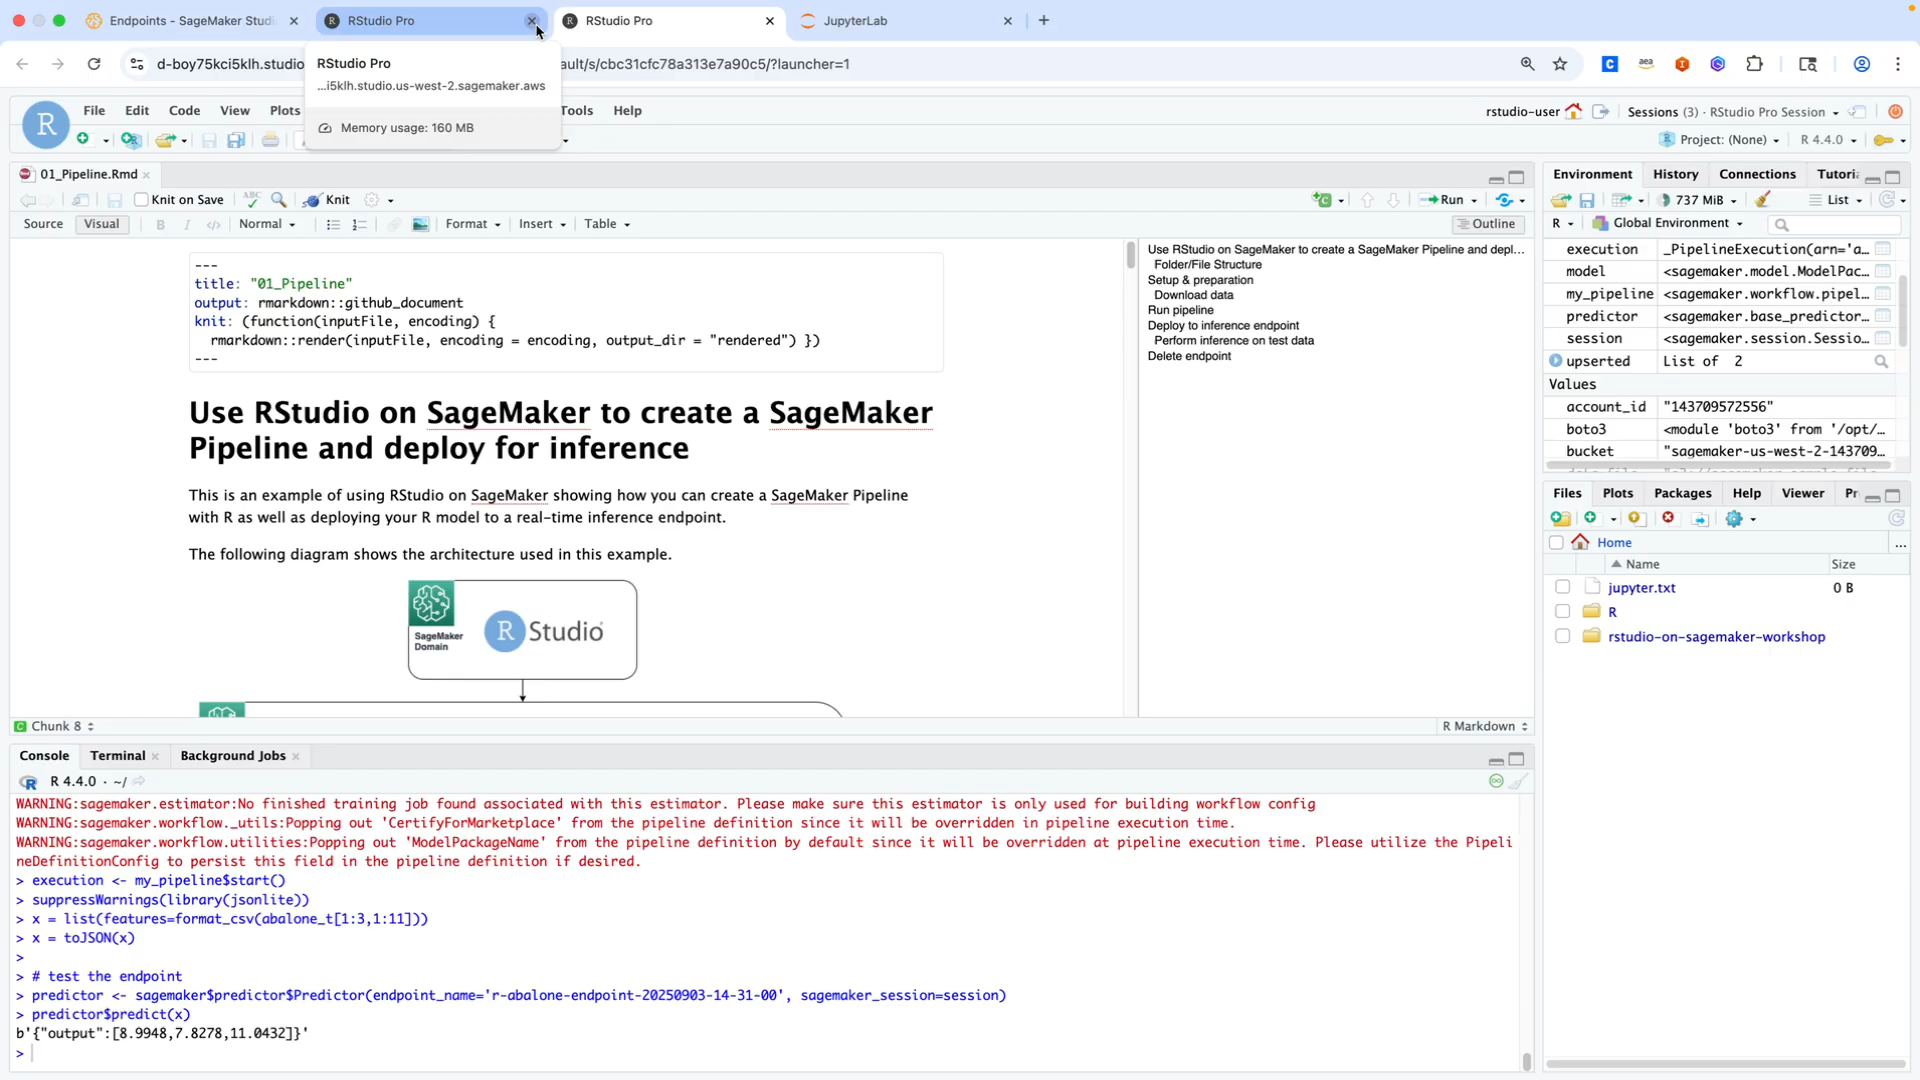 Endpoints - SageMaker Studi
RStudio Pro
RStudio Pro
JupyterLab
d-boy75kci5klh.studio
ault/s/cbc31cfc78a313e7a90c5/?launcher=1
RStudio Pro
...i5klh.studio.us-west-2.sagemaker.aws
Memory usage: 160 MB
R
File Edit Code View Plots
Tools Help
rstudio-user
Sessions (3) · RStudio Pro Session
Project: (None)
R 4.4.0
01_Pipeline.Rmd
Knit on Save
ABC
Knit
Run
Source Visual
B I </> Normal Format Insert Table
Outline
---
title: "01_Pipeline"
output: rmarkdown::github_document
knit: (function(inputFile, encoding) {
rmarkdown::render(inputFile, encoding = encoding, output_dir = "rendered") })
---
Use RStudio on SageMaker to create a SageMaker
Pipeline and deploy for inference
This is an example of using RStudio on SageMaker showing how you can create a SageMaker Pipeline
with R as well as deploying your R model to a real-time inference endpoint.
The following diagram shows the architecture used in this example.
SageMaker
Domain
R Studio
Use RStudio on SageMaker to create a SageMaker Pipeline and depl...
Folder/File Structure
Setup & preparation
Download data
Run pipeline
Deploy to inference endpoint
Perform inference on test data
Delete endpoint
Chunk 8
R Markdown
Console Terminal Background Jobs
R 4.4.0 · ~/
WARNING:sagemaker.estimator:No finished training job found associated with this estimator. Please make sure this estimator is only used for building workflow config
WARNING:sagemaker.workflow._utils:Popping out 'CertifyForMarketplace' from the pipeline definition since it will be overridden in pipeline execution time.
WARNING:sagemaker.workflow.utilities:Popping out 'ModelPackageName' from the pipeline definition by default since it will be overridden at pipeline execution time. Please utilize the Pipeli
neDefinitionConfig to persist this field in the pipeline definition if desired.
> execution <- my_pipeline$start()
> suppressWarnings(library(jsonlite))
> x = list(features=format_csv(abalone_t[1:3,1:11]))
> x = toJSON(x)
>
> # test the endpoint
> predictor <- sagemaker$predictor$Predictor(endpoint_name='r-abalone-endpoint-20250903-14-31-00', sagemaker_session=session)
> predictor$predict(x)
b'{"output":[8.9948,7.8278,11.0432]}'
>
Environment History Connections Tutori
737 MiB
List
R
Global Environment
execution _PipelineExecution(arn='a...
model <sagemaker.model.ModelPac...
my_pipeline <sagemaker.workflow.pipel...
predictor <sagemaker.base_predictor...
session <sagemaker.session.Sessio...
upserted List of 2
Values
account_id "143709572556"
boto3 <module 'boto3' from '/opt/...
bucket "sagemaker-us-west-2-143709...
Files Plots Packages Help Viewer Pr
Home
...
Name Size
jupyter.txt 0 B
R
rstudio-on-sagemaker-workshop